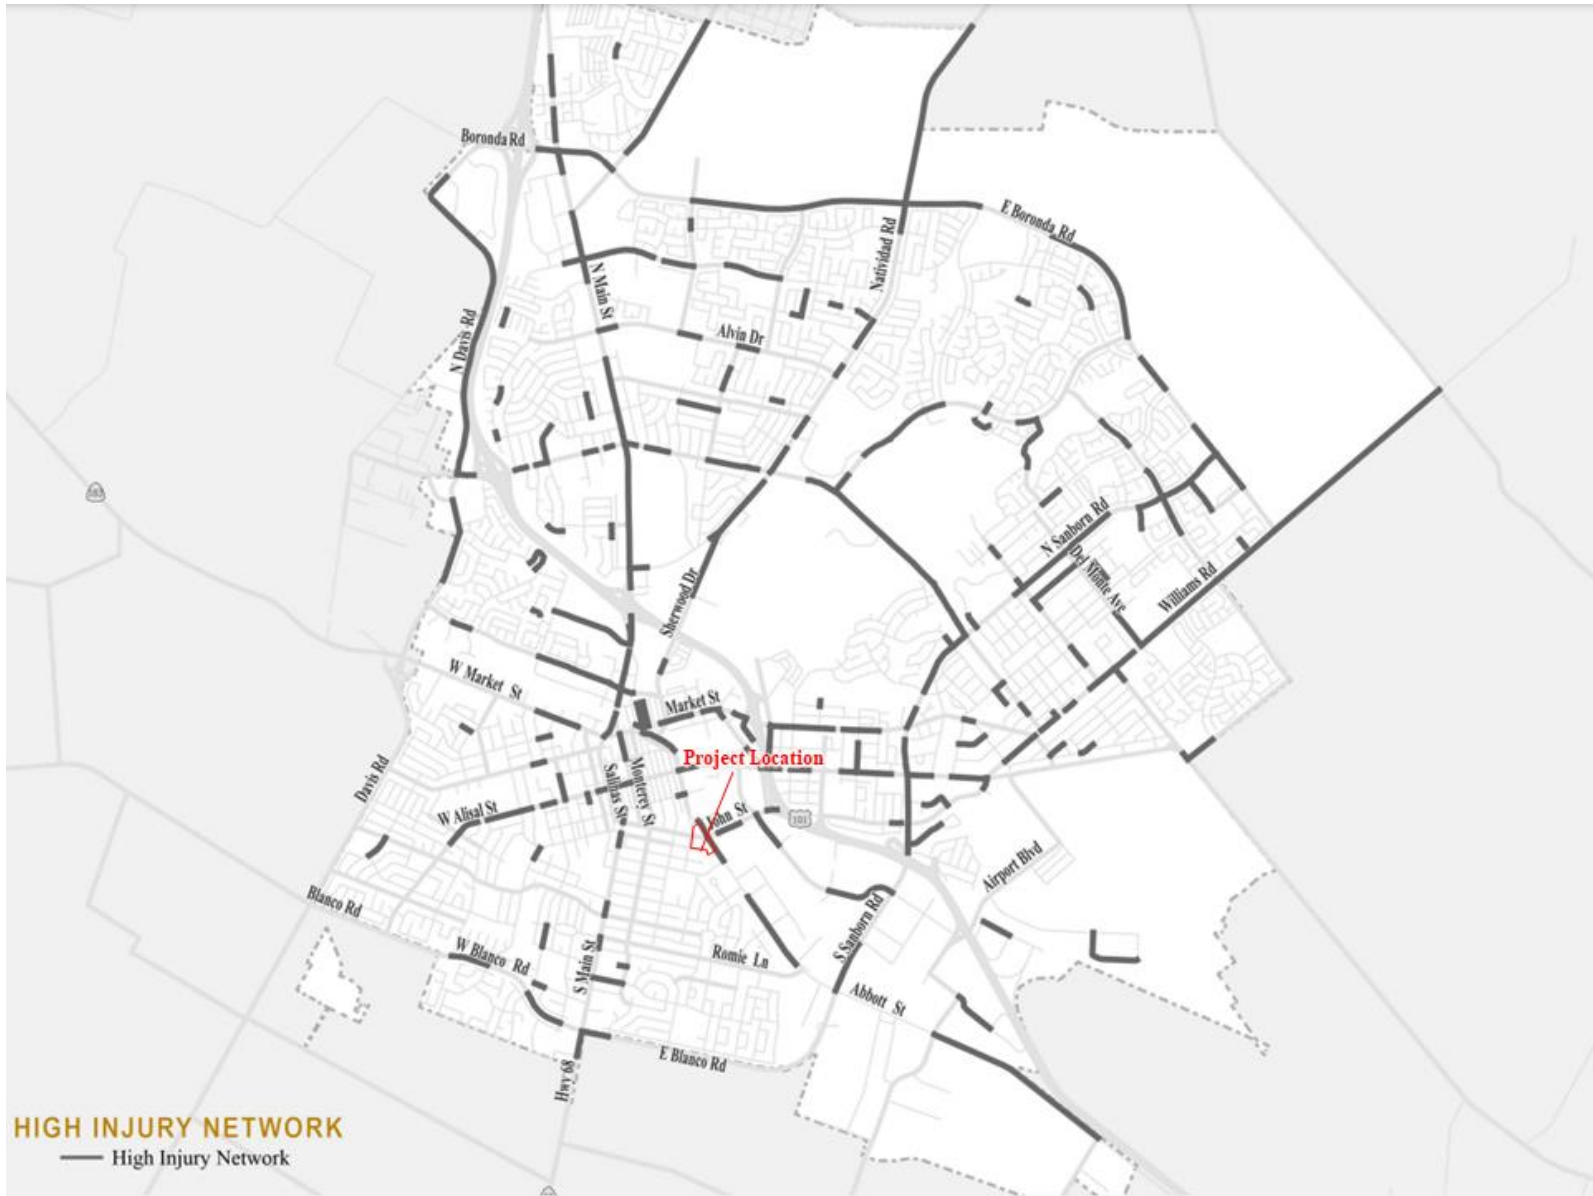 Boronda Rd
E Boronda Rd
Natividad Rd
N Main St
N Davis Rd
Alvin Dr
183
N Sanborn Rd
Del Monte Ave
Williams Rd
Sherwood Dr
W Market St
Market St
Project Location
Davis Rd
Salinas St
Monterey St
W Alisal St
John St
101
Airport Blvd
Blanco Rd
S Sanborn Rd
W Blanco Rd
S Main St
Romie Ln
Abbott St
E Blanco Rd
Hwy 68
HIGH INJURY NETWORK
High Injury Network